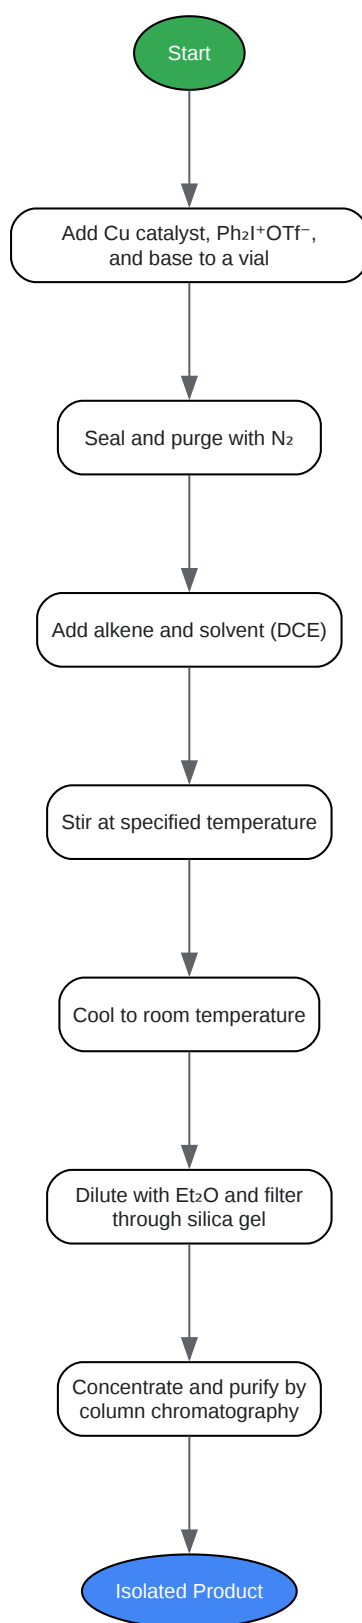 Start
Add Cu catalyst, Ph₂I⁺OTf⁻,
and base to a vial
Seal and purge with N₂
Add alkene and solvent (DCE)
Stir at specified temperature
Cool to room temperature
Dilute with Et₂O and filter
through silica gel
Concentrate and purify by
column chromatography
Isolated Product